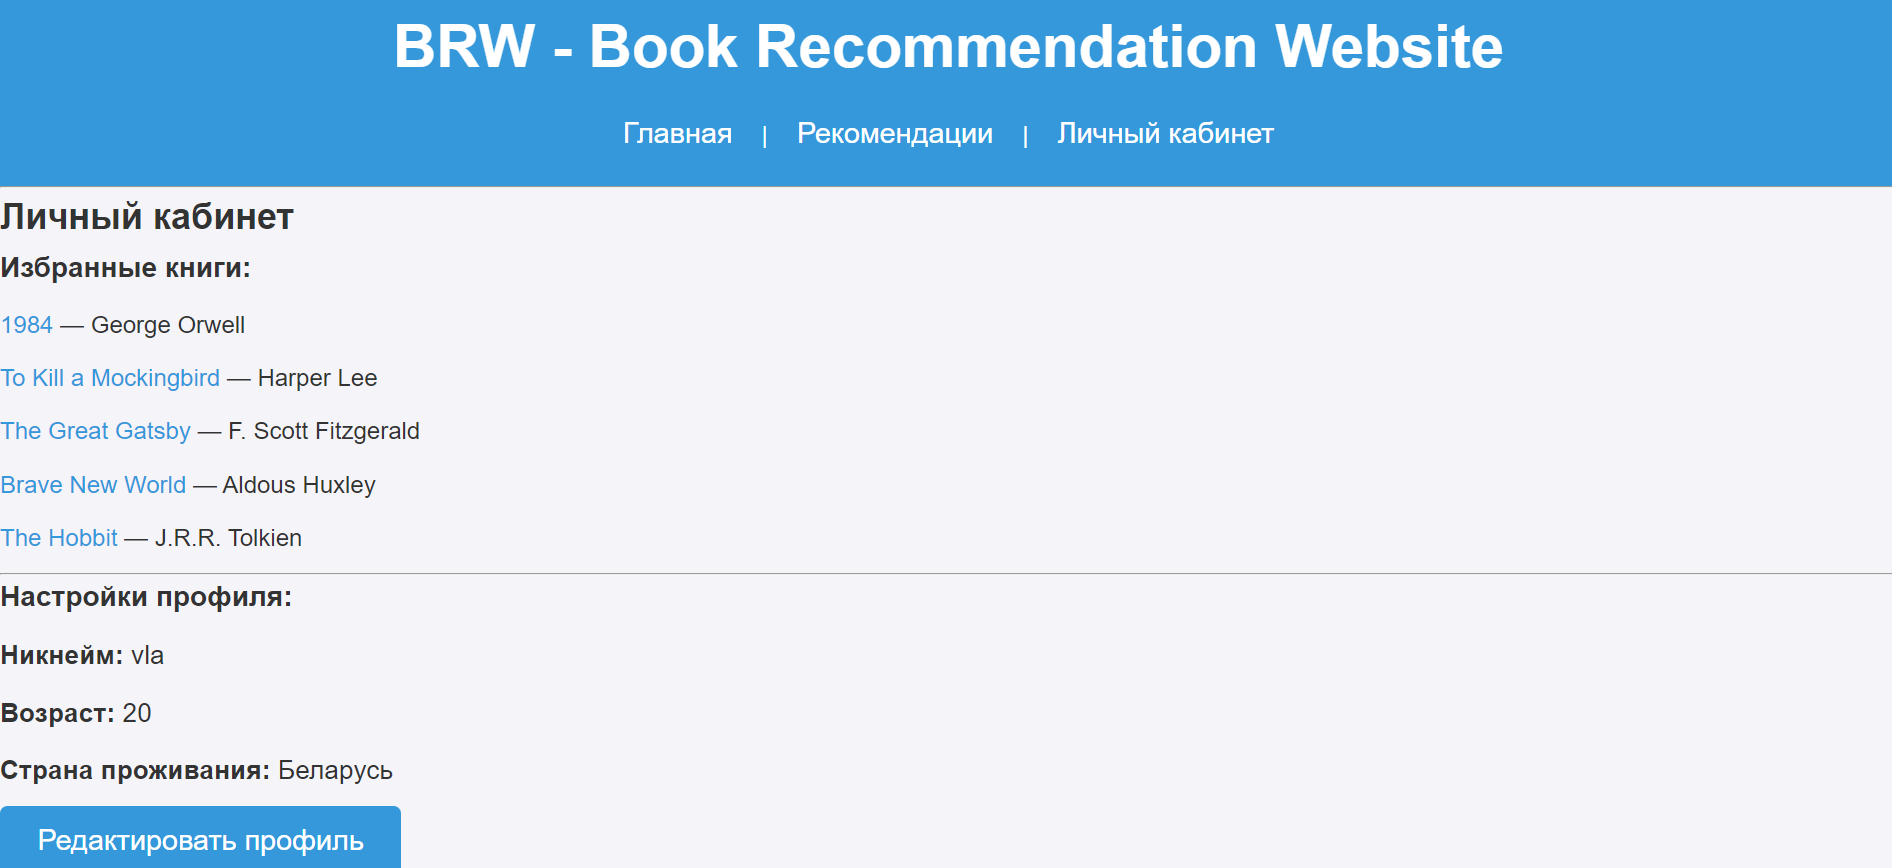 BRW - Book Recommendation Website
Главная | Рекомендации | Личный кабинет
Личный кабинет
Избранные книги:
1984 — George Orwell
To Kill a Mockingbird — Harper Lee
The Great Gatsby — F. Scott Fitzgerald
Brave New World — Aldous Huxley
The Hobbit — J.R.R. Tolkien
Настройки профиля:
Никнейм: vla
Возраст: 20
Страна проживания: Беларусь
Редактировать профиль